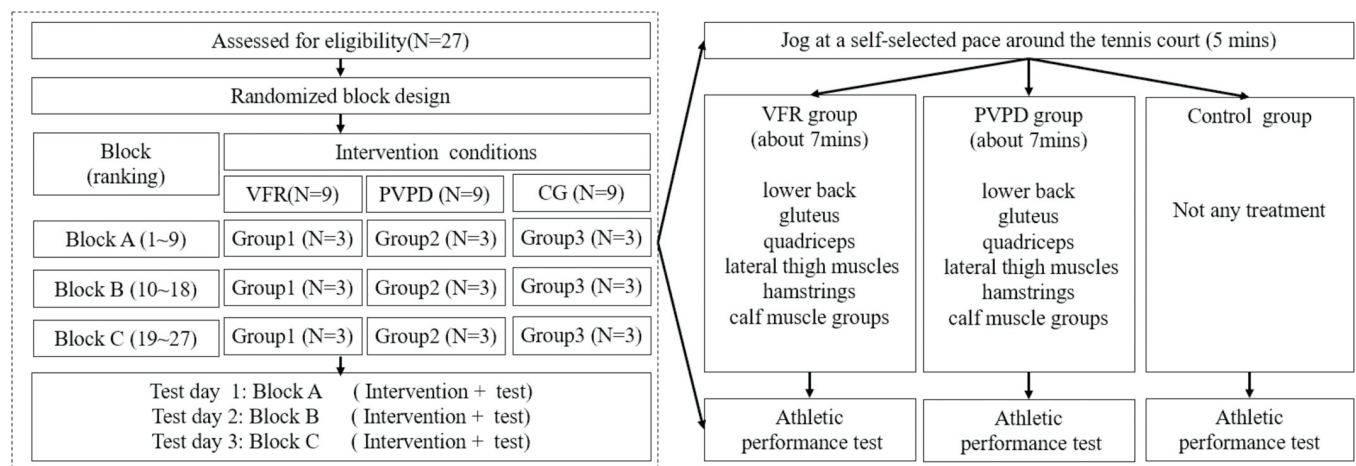 Assessed for eligibility(N=27)
Randomized block design
Block
(ranking)
Intervention conditions
VFR(N=9)
PVPD (N=9)
CG (N=9)
Block A (1~9)
Group1 (N=3)
Group2 (N=3)
Group3 (N=3)
Block B (10~18)
Group1 (N=3)
Group2 (N=3)
Group3 (N=3)
Block C (19~27)
Group1 (N=3)
Group2 (N=3)
Group3 (N=3)
Test day 1: Block A ( Intervention + test)
Test day 2: Block B ( Intervention + test)
Test day 3: Block C ( Intervention + test)
Jog at a self-selected pace around the tennis court (5 mins)
VFR group
(about 7mins)
lower back
gluteus
quadriceps
lateral thigh muscles
hamstrings
calf muscle groups
PVPD group
(about 7mins)
lower back
gluteus
quadriceps
lateral thigh muscles
hamstrings
calf muscle groups
Control group
Not any treatment
Athletic
performance test
Athletic
performance test
Athletic
performance test